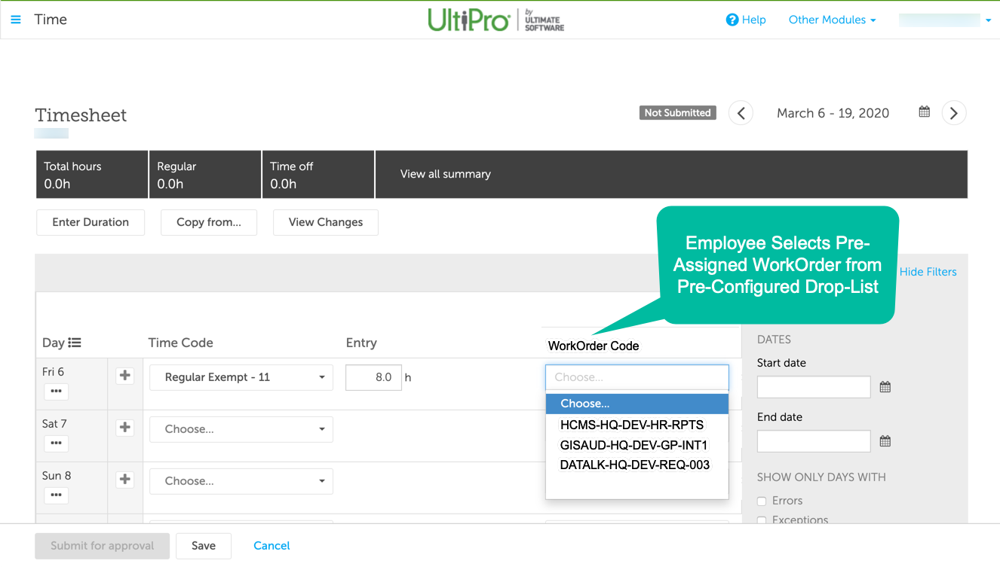 Time
UltiPro® by ULTIMATE SOFTWARE
Help
Other Modules
Timesheet
Not Submitted
March 6 - 19, 2020
Total hours
0.0h
Regular
0.0h
Time off
0.0h
View all summary
Enter Duration
Copy from...
View Changes
Employee Selects Pre-
Assigned WorkOrder from
Pre-Configured Drop-List
Hide Filters
Day
Time Code
Entry
WorkOrder Code
Fri 6
Regular Exempt - 11
8.0 h
Choose...
Choose...
HCMS-HQ-DEV-HR-RPTS
GISAUD-HQ-DEV-GP-INT1
DATALK-HQ-DEV-REQ-003
Sat 7
Choose...
Sun 8
Choose...
DATES
Start date
End date
SHOW ONLY DAYS WITH
Errors
Exceptions
Submit for approval
Save
Cancel